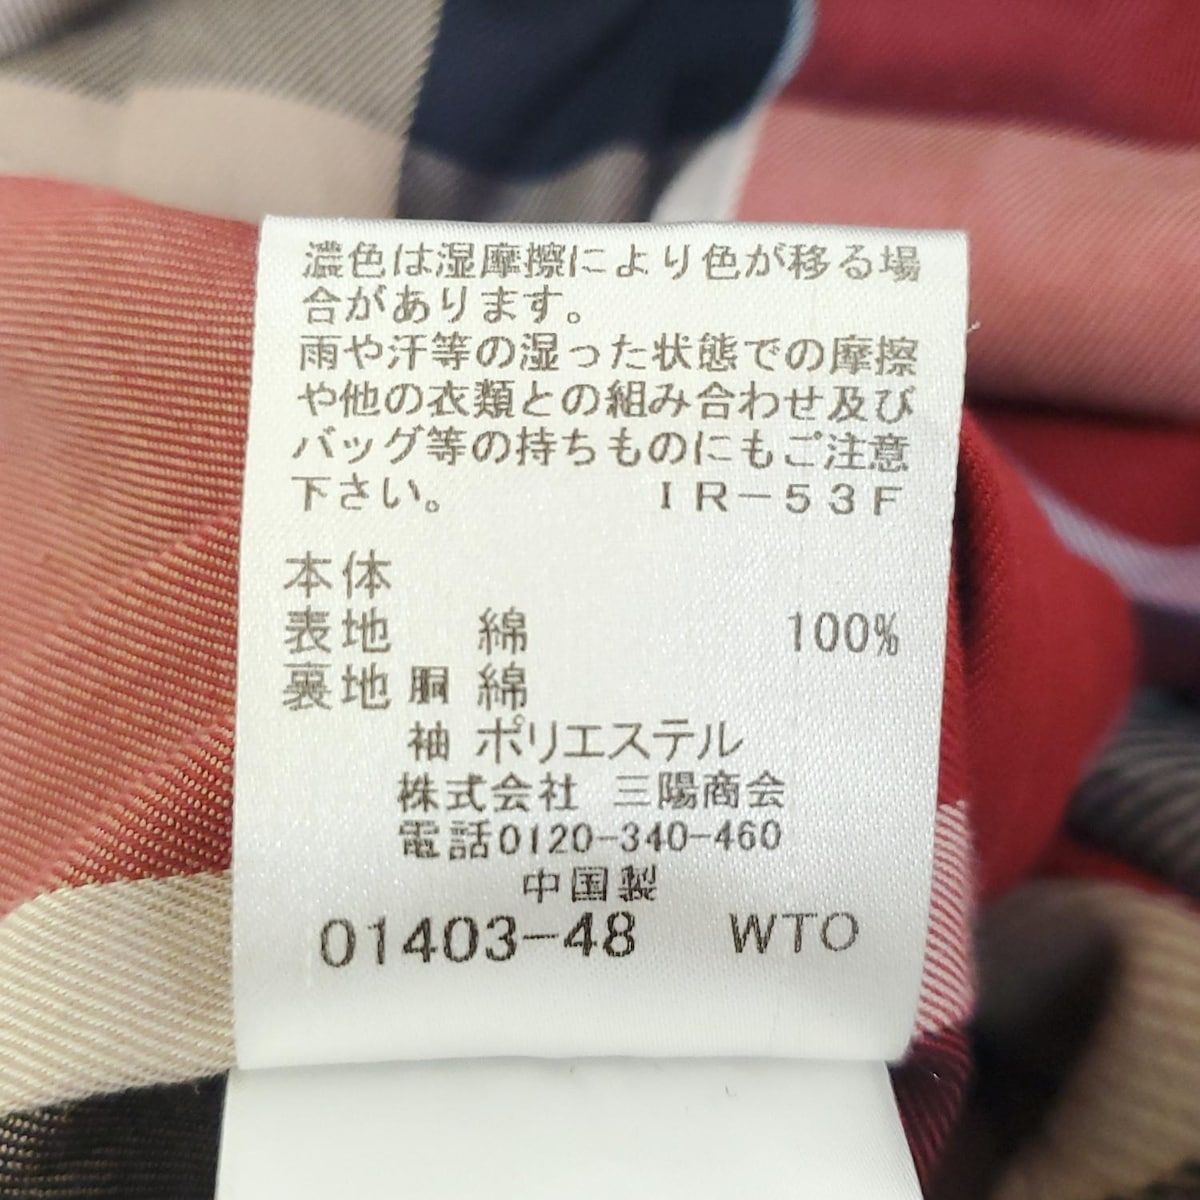 濃色は湿摩擦により色が移る場
合があります。
雨や汗等の湿った状態での摩擦
や他の衣類との組み合わせ及び
バッグ等の持ちものにもご注意
下さい。 IR-53F
本体
表地 綿 100%
裏地 胴 綿
袖 ポリエステル
株式会社 三陽商会
電話0120-340-460
中国製
01403-48 WTO